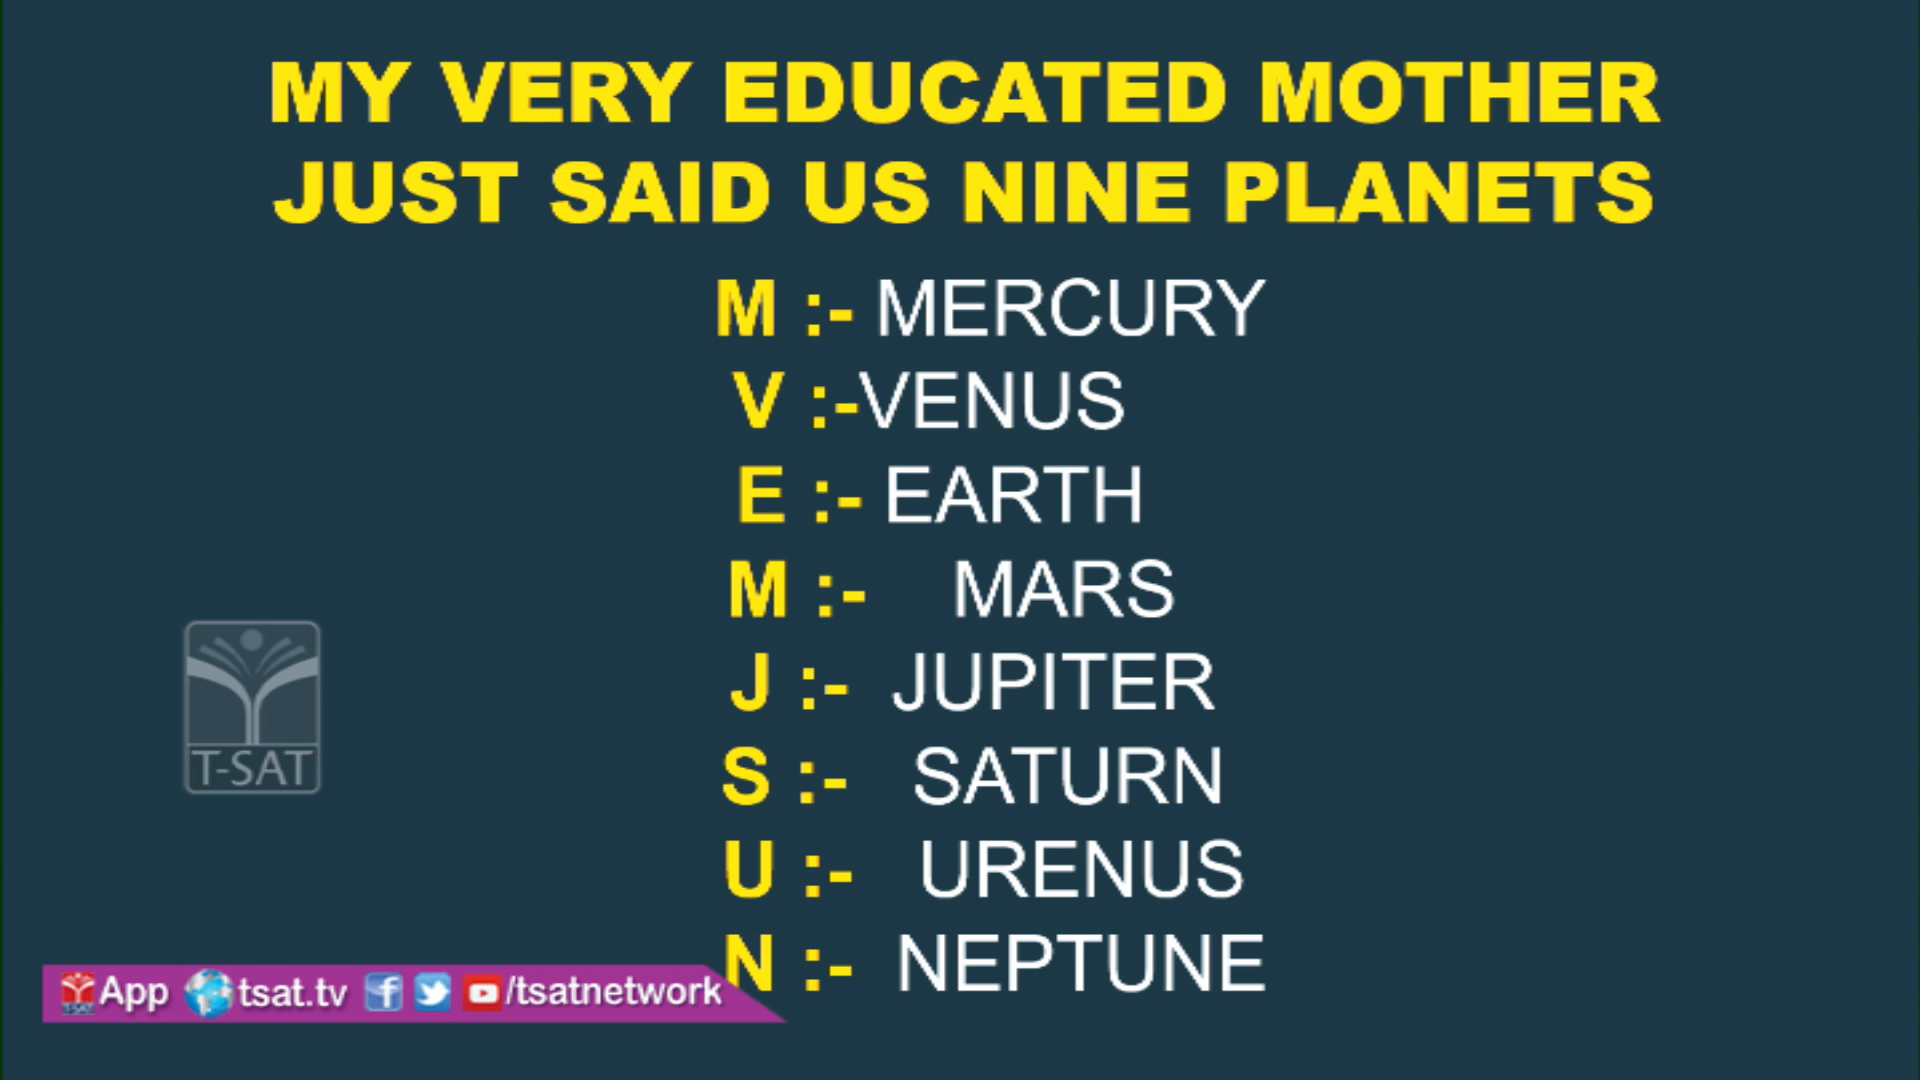 MY VERY EDUCATED MOTHER
JUST SAID US NINE PLANETS
M :- MERCURY
V :-VENUS
E :- EARTH
M :- MARS
J :- JUPITER
S :- SATURN
U :- URENUS
N :- NEPTUNE
T-SAT
App tsat.tv /tsatnetwork